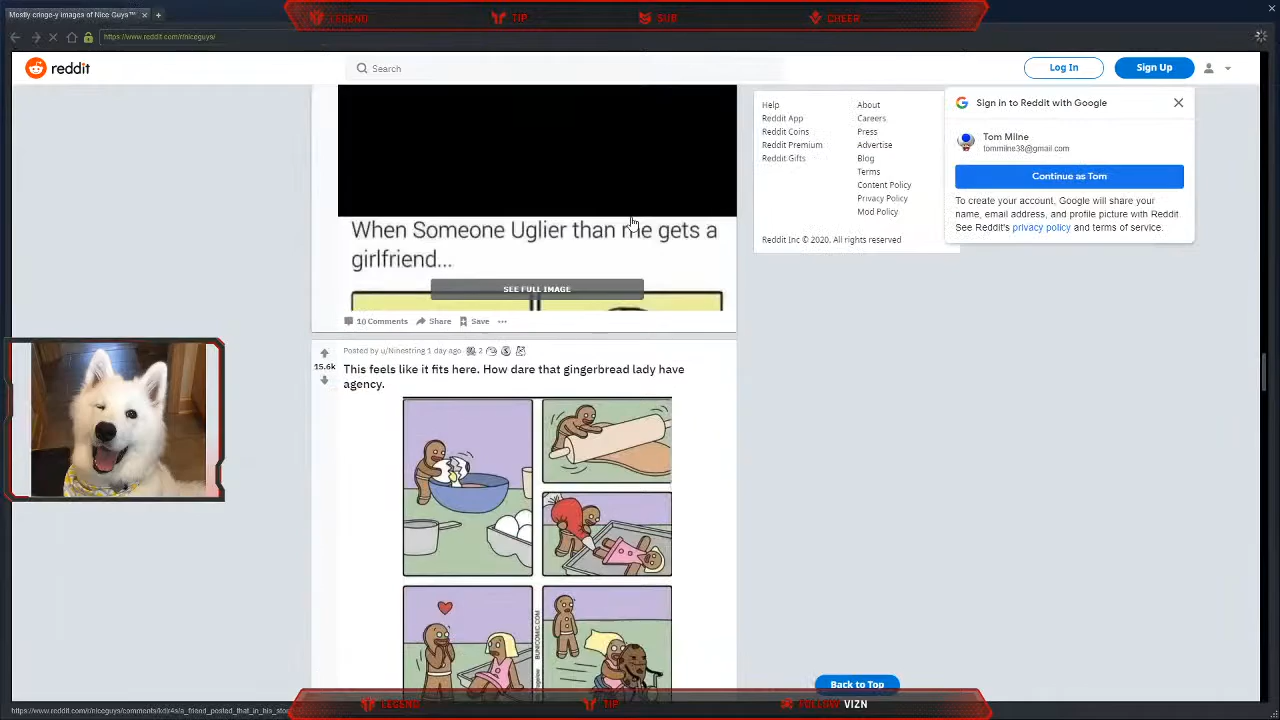 Mostly cringe-y images of Nice Guys™
https://www.reddit.com/r/niceguys/
LEGEND
TIP
SUB
CHEER
reddit
Search
Log In
Sign Up
Help
Reddit App
Reddit Coins
Reddit Premium
Reddit Gifts
About
Careers
Press
Advertise
Blog
Terms
Content Policy
Privacy Policy
Mod Policy
Reddit Inc © 2020. All rights reserved
Sign in to Reddit with Google
Tom Milne
tommilne38@gmail.com
Continue as Tom
To create your account, Google will share your
name, email address, and profile picture with Reddit
See Reddit's privacy policy and terms of service.
When Someone Uglier than me gets a
girlfriend...
SEE FULL IMAGE
10 Comments
Share
Save
Posted by u/Ninestring 1 day ago
2
15.6k
This feels like it fits here. How dare that gingerbread lady have
agency.
BUNICOMIC.COM
Back to Top
LEGEND
TIP
FOLLOW VIZN